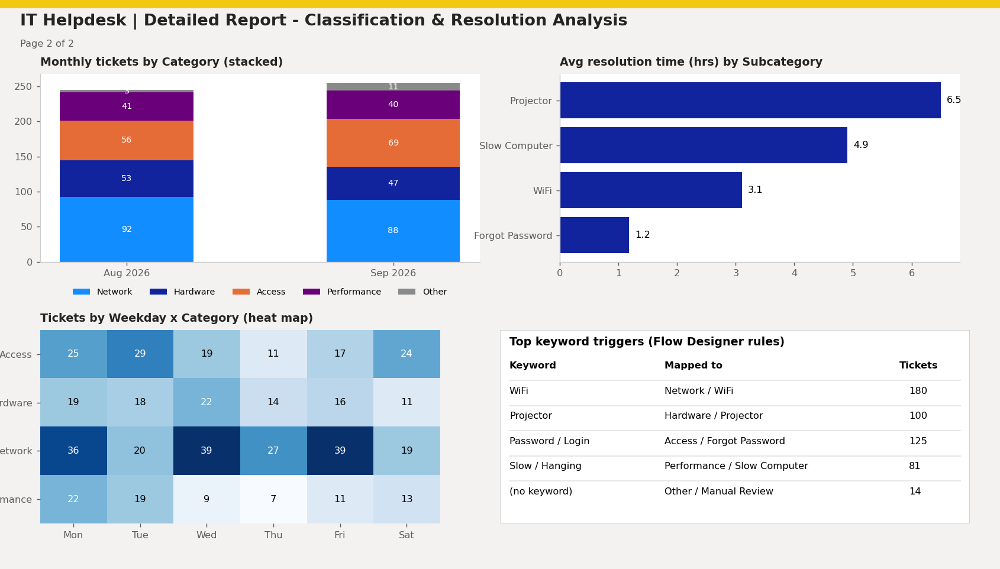 IT Helpdesk | Detailed Report - Classification & Resolution Analysis
Page 2 of 2
Monthly tickets by Category (stacked)
250
200
150
100
50
0
3
41
56
53
92
11
40
69
47
88
Aug 2026 Sep 2026
Network Hardware Access Performance Other
Avg resolution time (hrs) by Subcategory
Projector 6.5
Slow Computer 4.9
WiFi 3.1
Forgot Password 1.2
0 1 2 3 4 5 6
Tickets by Weekday x Category (heat map)
Access 25 29 19 11 17 24
rdware 19 18 22 14 16 11
etwork 36 20 39 27 39 19
mance 22 19 9 7 11 13
Mon Tue Wed Thu Fri Sat
Top keyword triggers (Flow Designer rules)
Keyword Mapped to Tickets
WiFi Network / WiFi 180
Projector Hardware / Projector 100
Password / Login Access / Forgot Password 125
Slow / Hanging Performance / Slow Computer 81
(no keyword) Other / Manual Review 14